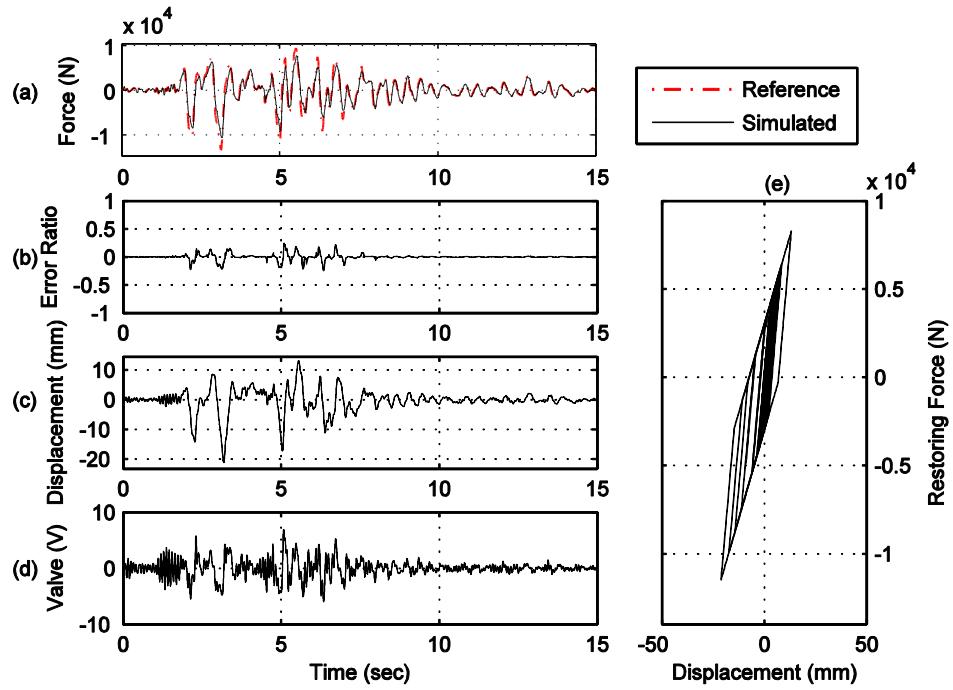 x 10^4
(a)
Force (N)
1
0
-1
0
5
10
15
Reference
Simulated
(b)
Error Ratio
1
0.5
0
-0.5
-1
0
5
10
15
(c)
Displacement (mm)
10
0
-10
-20
0
5
10
15
(d)
Valve (V)
10
0
-10
0
5
10
15
Time (sec)
(e)
x 10^4
1
0.5
0
-0.5
-1
Restoring Force (N)
-50
0
50
Displacement (mm)